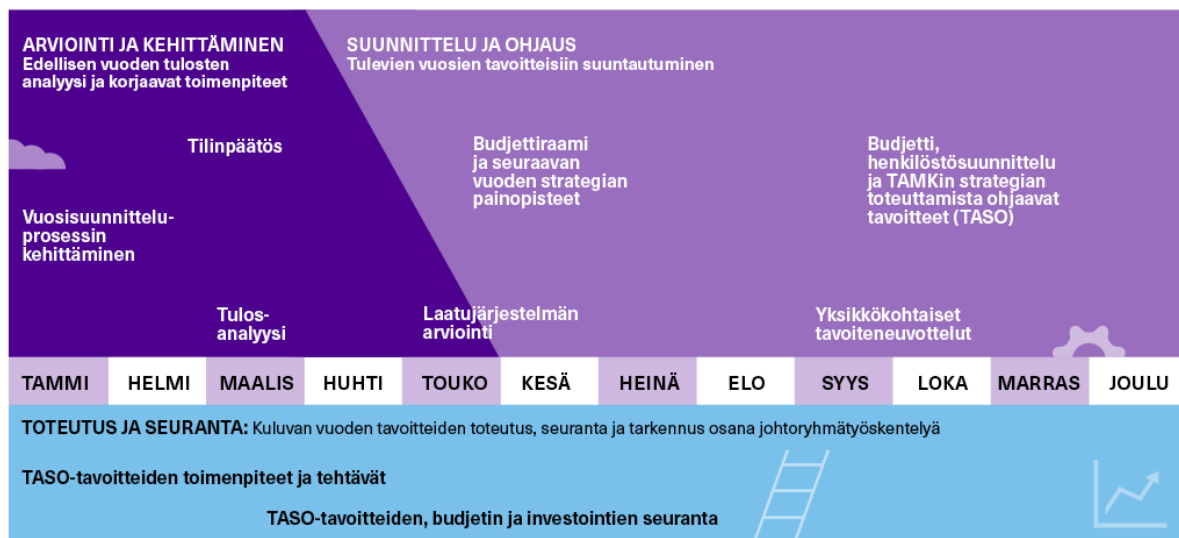 ARVIOINTI JA KEHITTÄMINEN
Edellisen vuoden tulosten
analyysi ja korjaavat toimenpiteet
SUUNNITTELU JA OHJAUS
Tulevien vuosien tavoitteisiin suuntautuminen
Tilinpäätös
Budjettiraami
ja seuraavan
vuoden strategian
painopisteet
Budjetti,
henkilöstösuunnittelu
ja TAMKin strategian
toteuttamista ohjaavat
tavoitteet (TASO)
Vuosisuunnittelu-
prosessin
kehittäminen
Tulos-
analyysi
Laatujärjestelmän
arviointi
Yksikkökohtaiset
tavoiteneuvottelut
TAMMI HELMI MAALIS HUHTI TOUKO KESÄ HEINÄ ELO SYYS LOKA MARRAS JOULU
TOTEUTUS JA SEURANTA: Kuluvan vuoden tavoitteiden toteutus, seuranta ja tarkennus osana johtoryhmätyöskentelyä
TASO-tavoitteiden toimenpiteet ja tehtävät
TASO-tavoitteiden, budjetin ja investointien seuranta